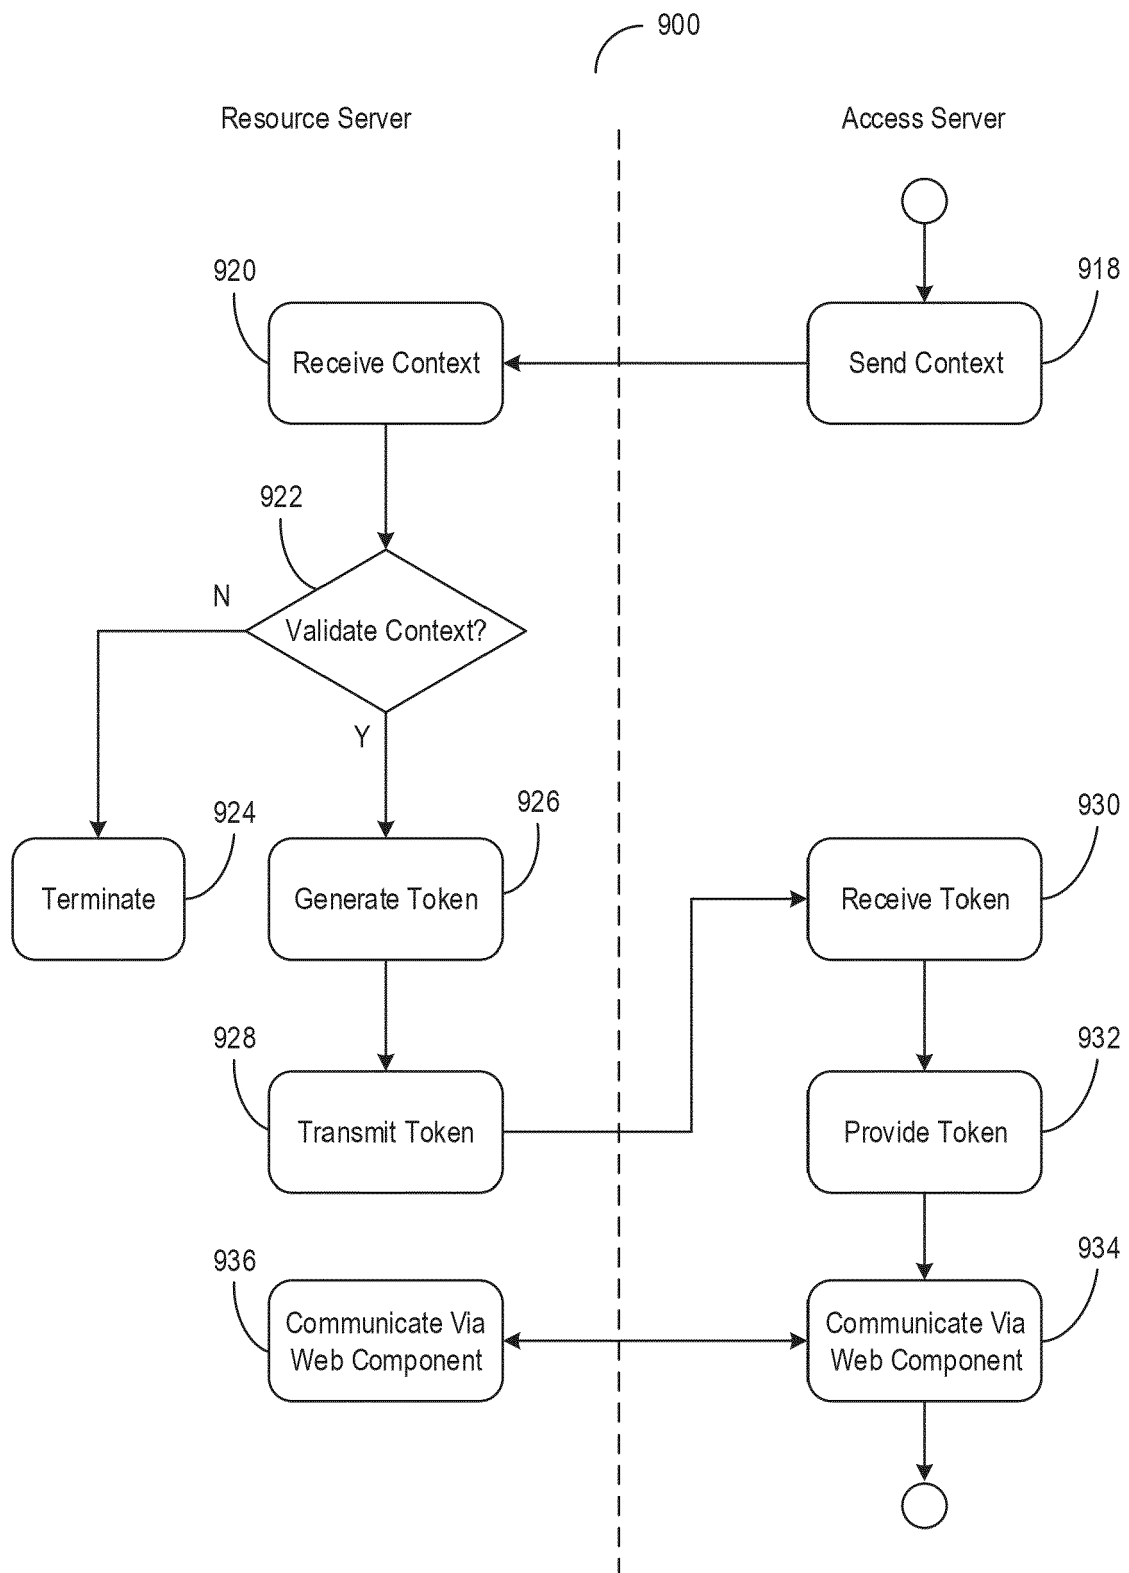 900
Resource Server
Access Server
920
918
Receive Context
Send Context
922
N
Validate Context?
Y
924
926
930
Terminate
Generate Token
Receive Token
928
932
Transmit Token
Provide Token
936
934
Communicate Via
Web Component
Communicate Via
Web Component